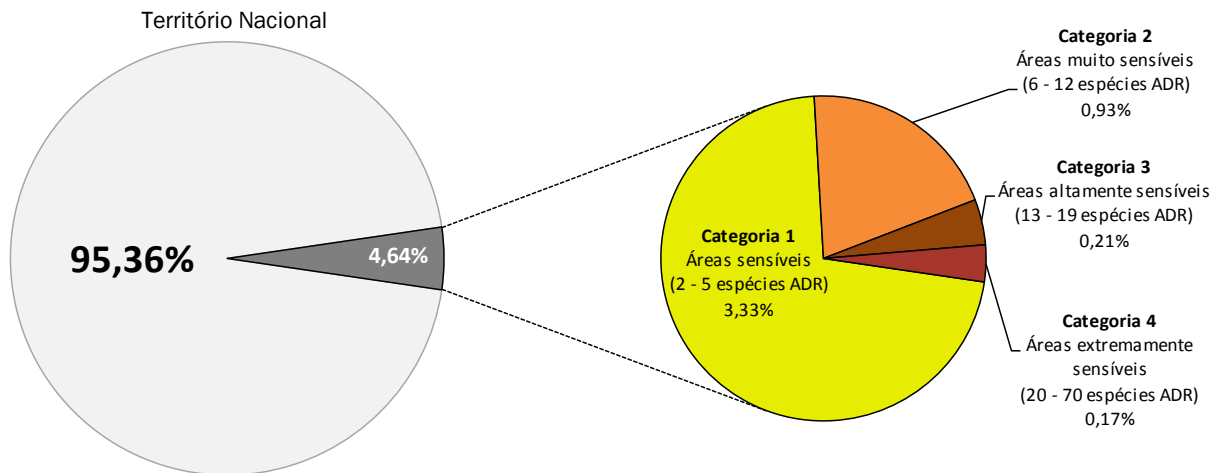 Território Nacional
95,36%
4,64%
Categoria 1
Áreas sensíveis
(2 - 5 espécies ADR)
3,33%
Categoria 2
Áreas muito sensíveis
(6 - 12 espécies ADR)
0,93%
Categoria 3
Áreas altamente sensíveis
(13 - 19 espécies ADR)
0,21%
Categoria 4
Áreas extremamente
sensíveis
(20 - 70 espécies ADR)
0,17%